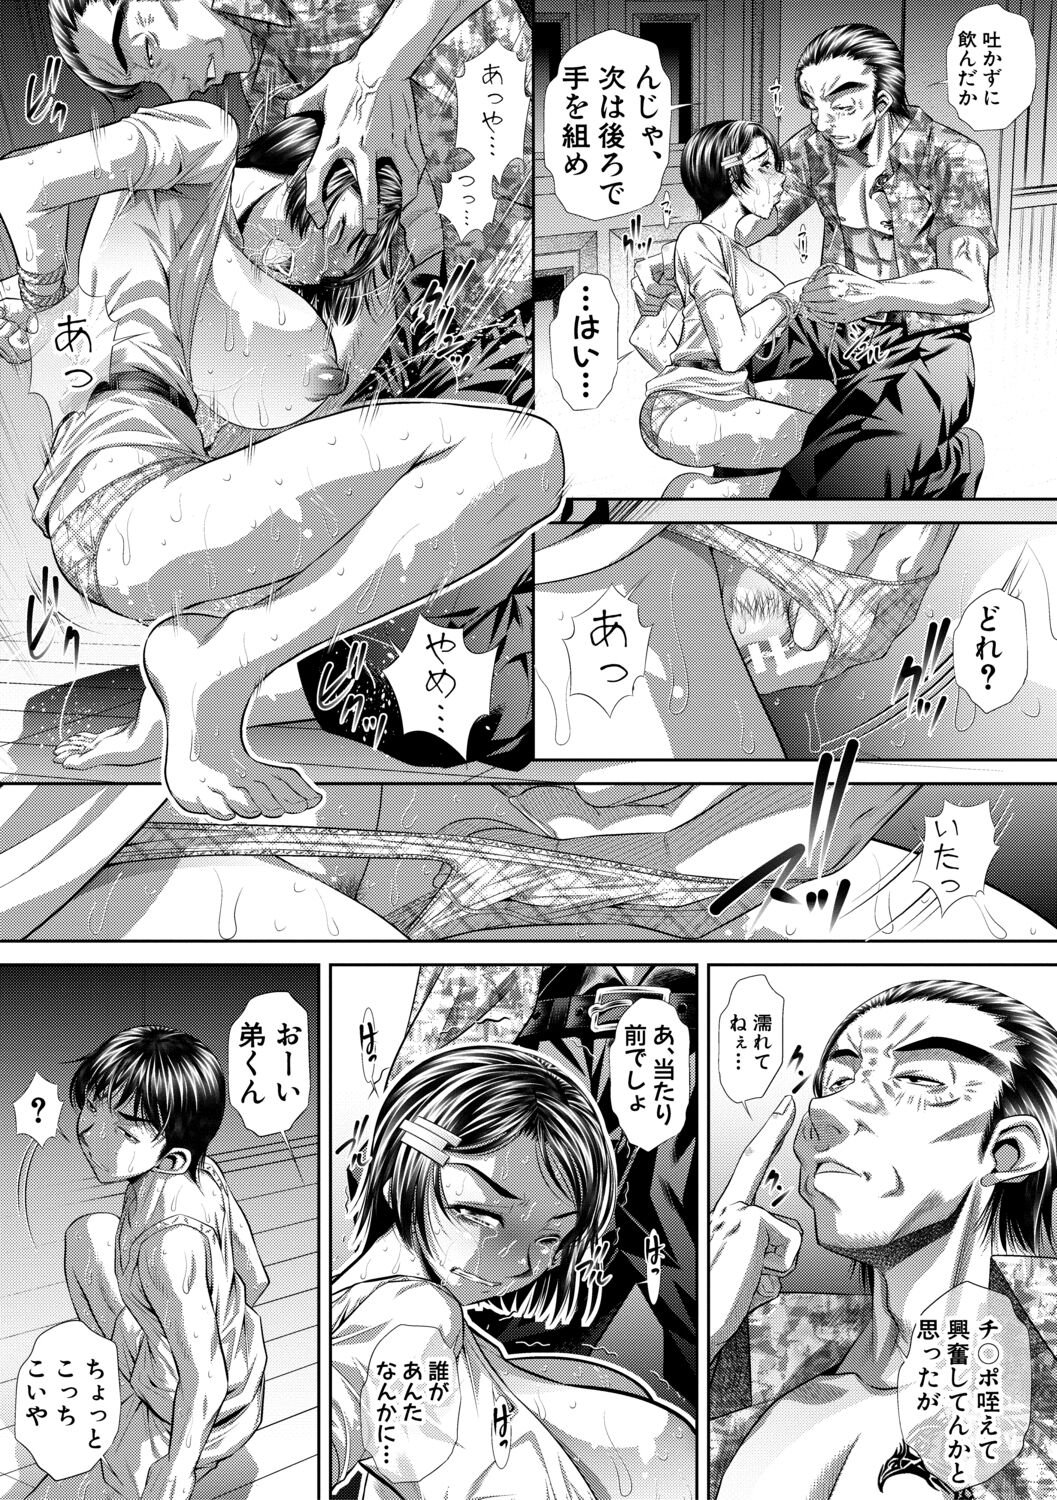 吐かずに
飲んだか
んじゃ、
次は後ろで
手を組め
…はい…
あっや…
っっ…
あっ
やめ…
どれ？
あっ
いたっ
濡れて
ねぇ…
チ〇ポ咥えて
興奮してんかと
思ったが
あ、当たり
前でしょ
誰が
あんた
なんかに…
おーい
弟くん
？
ちょっと
こっち
こいや